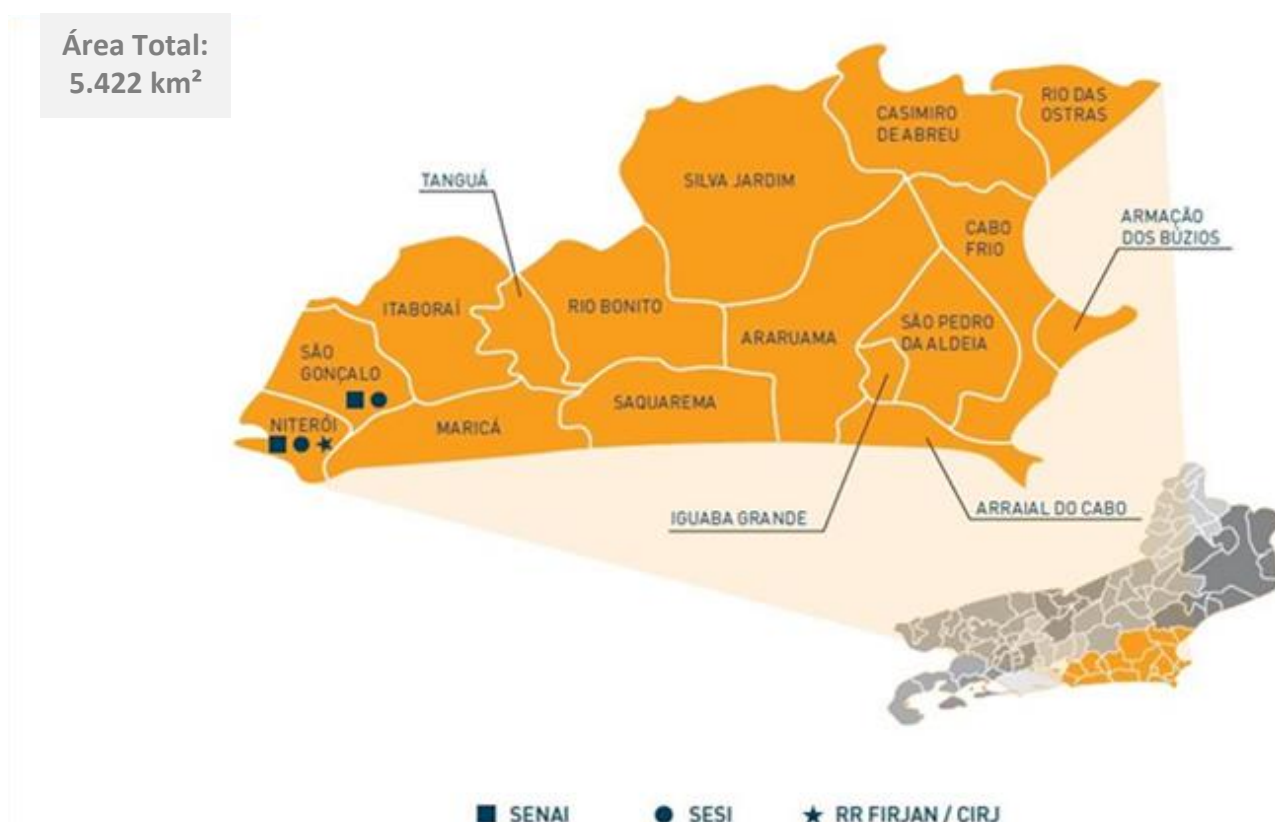 Área Total:
5.422 km²
RIO DAS
OSTRAS
CASIMIRO
DE ABREU
TANGUÁ
SILVA JARDIM
ARMAÇÃO
DOS BÚZIOS
CABO
FRIO
ITABORAÍ
RIO BONITO
ARARUAMA
SÃO PEDRO
DA ALDEIA
SÃO
GONÇALO
SAQUAREMA
NITERÓI
MARICÁ
IGUABA GRANDE
ARRAIAL DO CABO
SENAI
SESI
RR FIRJAN / CIRJ